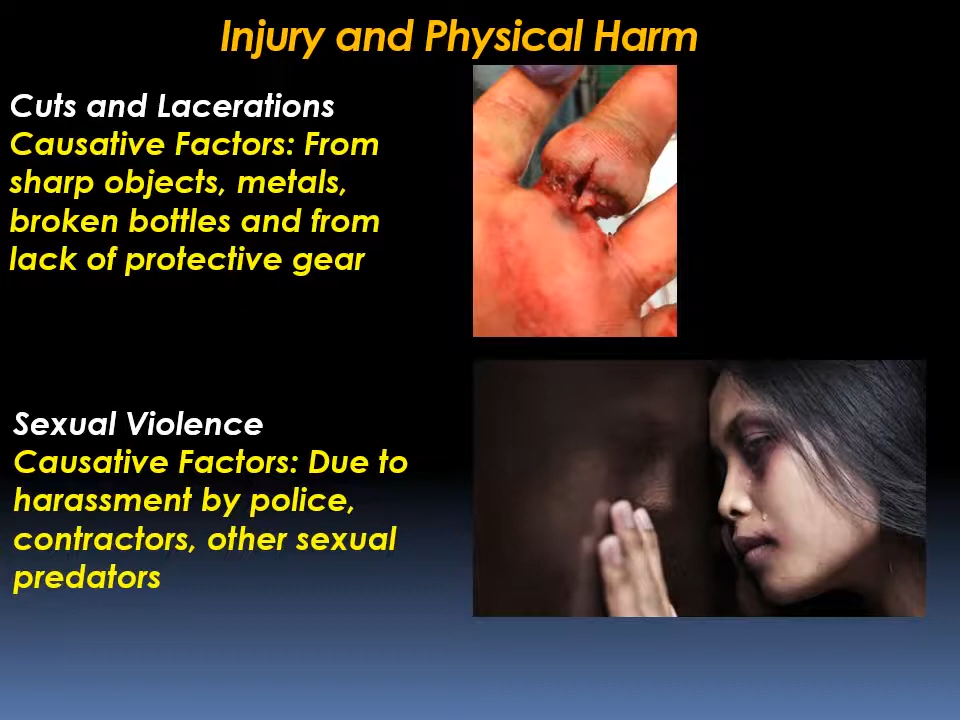 Injury and Physical Harm
Cuts and Lacerations
Causative Factors: From
sharp objects, metals,
broken bottles and from
lack of protective gear
Sexual Violence
Causative Factors: Due to
harassment by police,
contractors, other sexual
predators